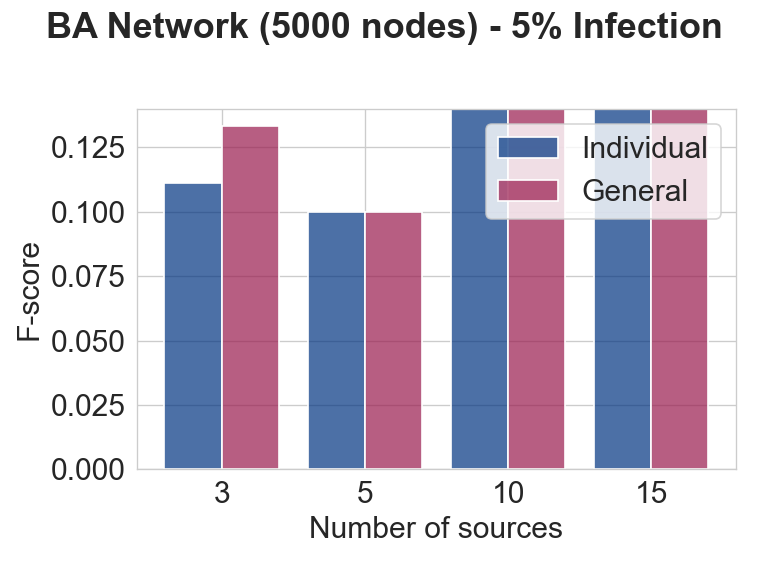 BA Network (5000 nodes) - 5% Infection
0.125
0.100
0.075
0.050
0.025
0.000
F-score
Individual
General
3 5 10 15
Number of sources